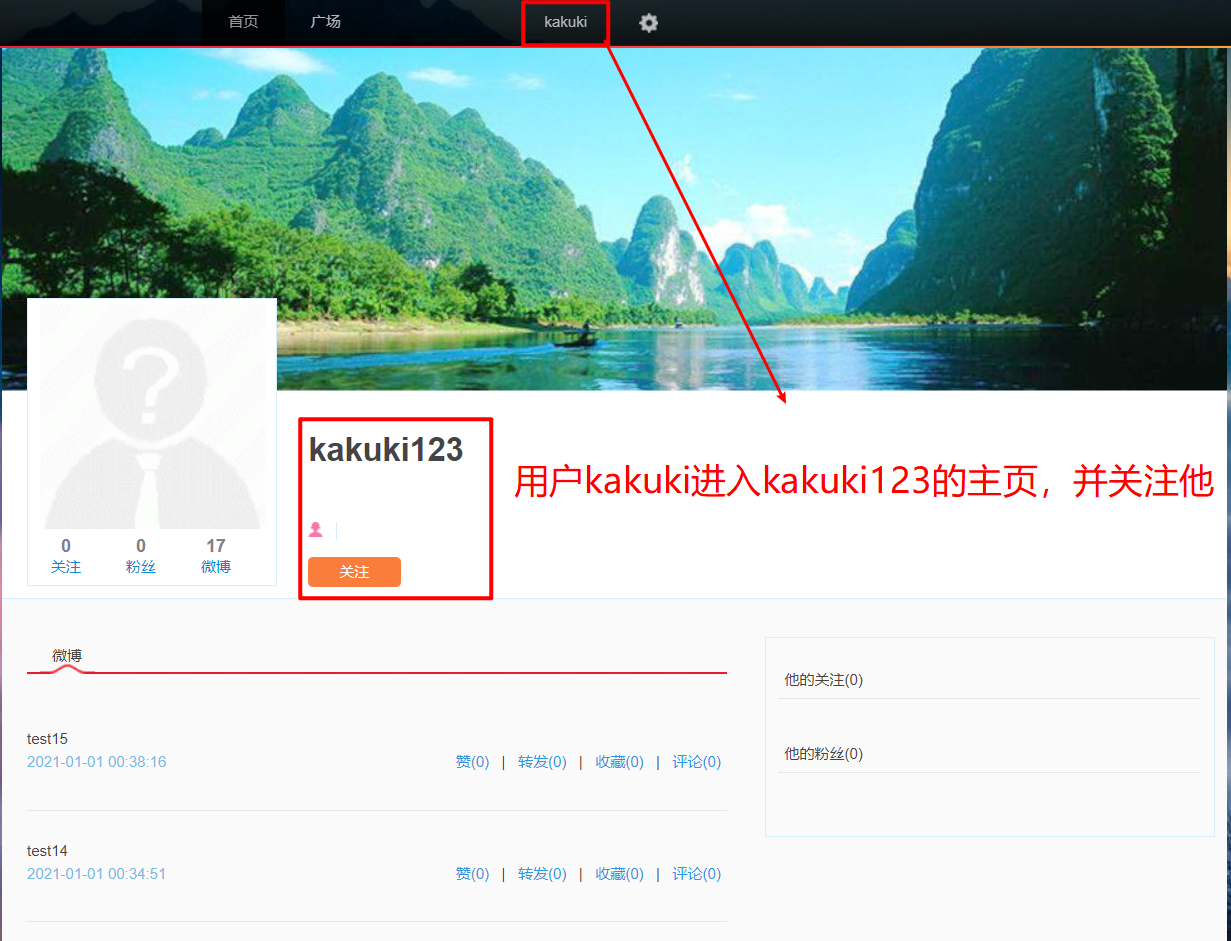 首页 广场 kakuki
kakuki123
用户kakuki进入kakuki123的主页，并关注他
0 0 17
关注 粉丝 微博
关注
微博
test15
2021-01-01 00:38:16 赞(0) | 转发(0) | 收藏(0) | 评论(0)
test14
2021-01-01 00:34:51 赞(0) | 转发(0) | 收藏(0) | 评论(0)
他的关注(0)
他的粉丝(0)